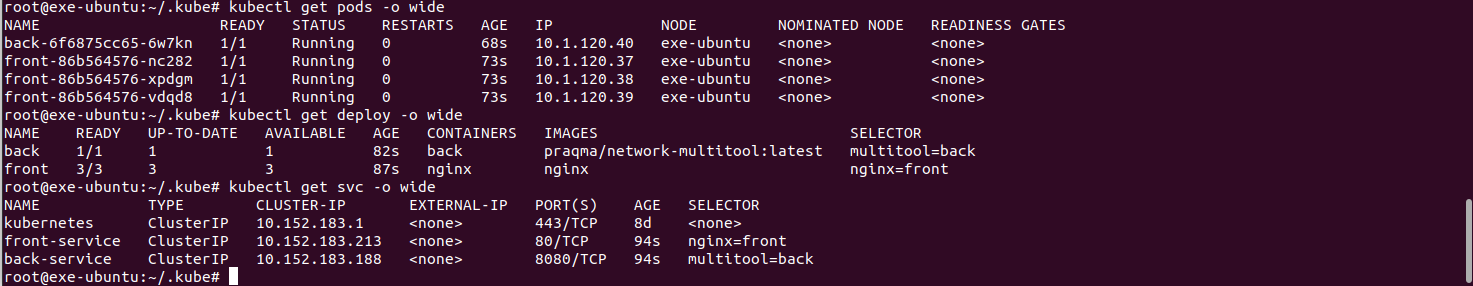 root@exe-ubuntu:~/.kube# kubectl get pods -o wide
NAME                     READY   STATUS    RESTARTS   AGE   IP            NODE         NOMINATED NODE   READINESS GATES
back-6f6875cc65-6w7kn    1/1     Running   0          68s   10.1.120.40   exe-ubuntu   <none>           <none>
front-86b564576-nc282    1/1     Running   0          73s   10.1.120.37   exe-ubuntu   <none>           <none>
front-86b564576-xpdgm    1/1     Running   0          73s   10.1.120.38   exe-ubuntu   <none>           <none>
front-86b564576-vdqd8    1/1     Running   0          73s   10.1.120.39   exe-ubuntu   <none>           <none>
root@exe-ubuntu:~/.kube# kubectl get deploy -o wide
NAME    READY   UP-TO-DATE   AVAILABLE   AGE   CONTAINERS   IMAGES                            SELECTOR
back    1/1     1            1           82s   back         praqma/network-multitool:latest   multitool=back
front   3/3     3            3           87s   nginx        nginx                             nginx=front
root@exe-ubuntu:~/.kube# kubectl get svc -o wide
NAME            TYPE        CLUSTER-IP       EXTERNAL-IP   PORT(S)    AGE   SELECTOR
kubernetes      ClusterIP   10.152.183.1     <none>        443/TCP    8d    <none>
front-service   ClusterIP   10.152.183.213   <none>        80/TCP     94s   nginx=front
back-service    ClusterIP   10.152.183.188   <none>        8080/TCP   94s   multitool=back
root@exe-ubuntu:~/.kube#